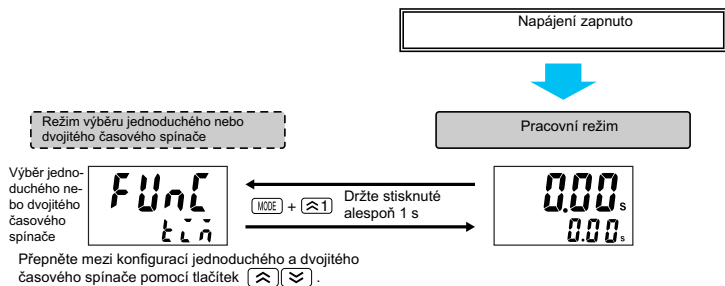 Napájení zapnuto
Režim výběru jednoduchého nebo
dvojitého časového spínače
Pracovní režim
Výběr jedno-
duchého ne-
bo dvojitého
časového
spínače
FUnC
tim
MODE + 1
Držte stisknuté
alespoň 1 s
0.00 s
0.00 s
Přepněte mezi konfigurací jednoduchého a dvojitého
časového spínače pomocí tlačítek .